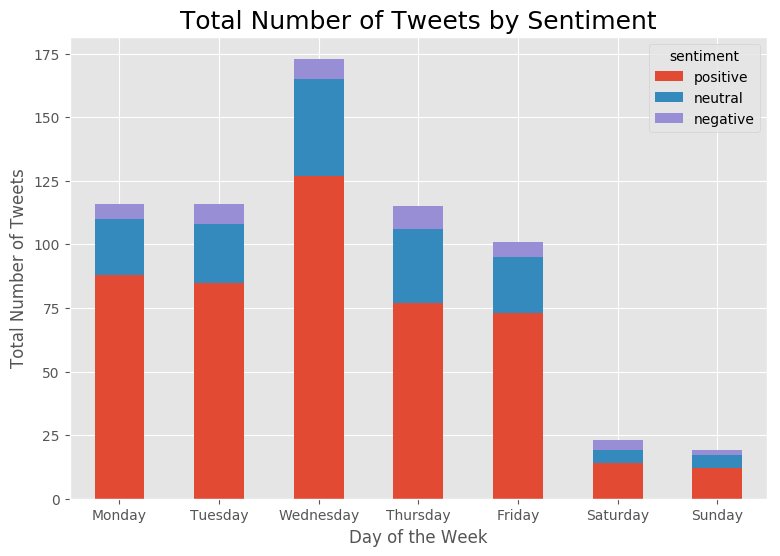 Total Number of Tweets by Sentiment
sentiment
positive
neutral
negative
Total Number of Tweets
175
150
125
100
75
50
25
0
Monday Tuesday Wednesday Thursday Friday Saturday Sunday
Day of the Week